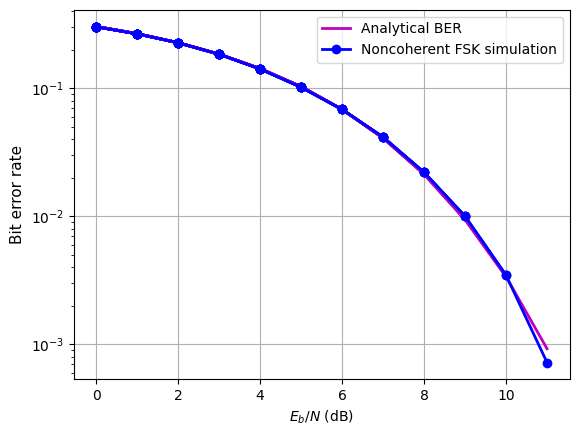 Analytical BER
Noncoherent FSK simulation
Bit error rate
10⁻¹
10⁻²
10⁻³
0 2 4 6 8 10
E_b/N (dB)